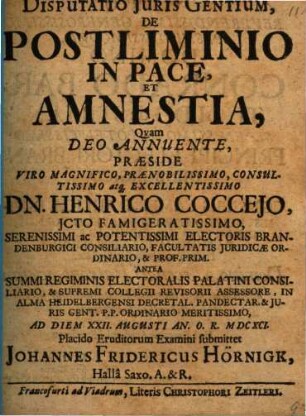 DISPUTATIO JURIS GENTIUM,
DE
POSTLIMINIO
IN PACE,
ET
AMNESTIA,
Qvam
DEO ANNUENTE,
PRÆSIDE
VIRO MAGNIFICO, PRÆNOBILISSIMO, CONSUL-
TISSIMO atq; EXCELLENTISSIMO
DN. HENRICO COCCEJO,
JCTO FAMIGERATISSIMO,
SERENISSIMI ac POTENTISSIMI ELECTORIS BRAN-
DENBURGICI CONSILIARIO, FACULTATIS JURIDICÆ OR-
DINARIO, & PROF. PRIM.
ANTEA
SUMMI REGIMINIS ELECTORALIS PALATINI CONSI-
LIARIO, & SUPREMI COLLEGII REVISORII ASSESSORE, IN
ALMA HEIDELBERGENSI DECRETAL. PANDECTAR. & JU-
RIS GENT. P.P. ORDINARIO MERITISSIMO,
AD DIEM XXII. AUGUSTI AN. O. R. MDCXCI.
Placido Eruditorum Examini submittet
JOHANNES FRIDERICUS HÖRNIGK,
Hallâ Saxo. A. & R.
Francofurti ad Viadrum, Literis CHRISTOPHORI ZEITLERI.